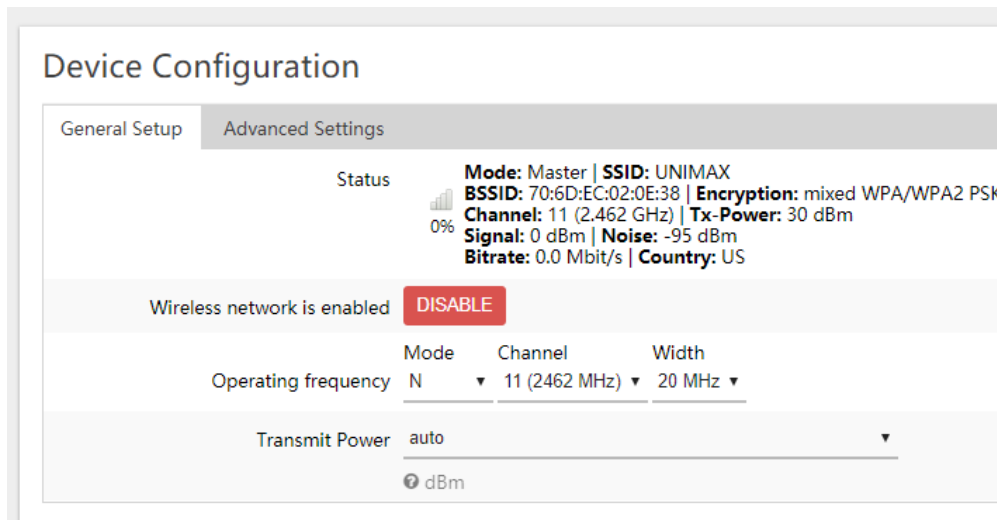 Device Configuration
General Setup Advanced Settings
Status
Mode: Master | SSID: UNIMAX
BSSID: 70:6D:EC:02:0E:38 | Encryption: mixed WPA/WPA2 PSK
Channel: 11 (2.462 GHz) | Tx-Power: 30 dBm
0%
Signal: 0 dBm | Noise: -95 dBm
Bitrate: 0.0 Mbit/s | Country: US
Wireless network is enabled DISABLE
Mode Channel Width
Operating frequency N 11 (2462 MHz) 20 MHz
Transmit Power auto
dBm